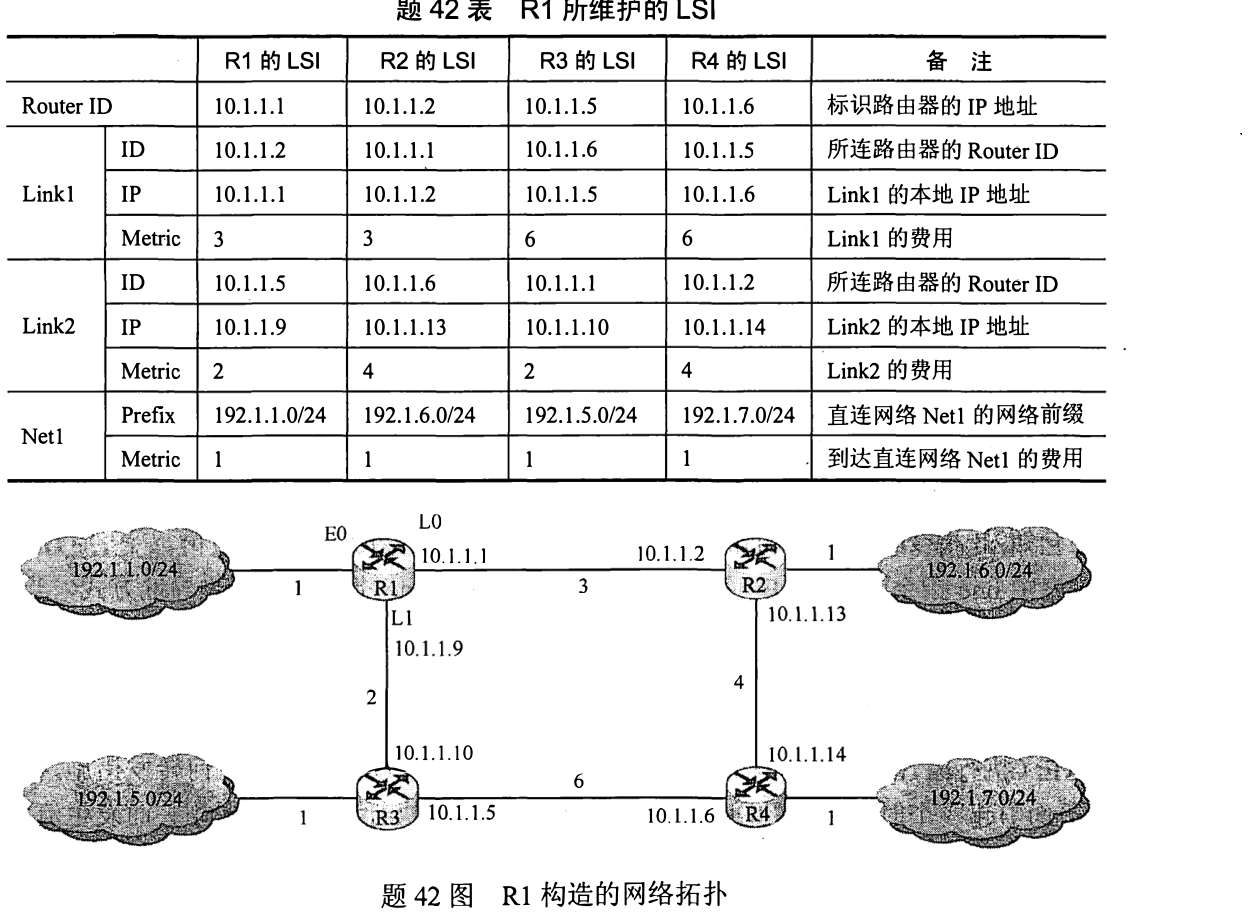 题 42 表 R1 所维护的 LSI
R1 的 LSI R2 的 LSI R3 的 LSI R4 的 LSI 备 注
Router ID 10.1.1.1 10.1.1.2 10.1.1.5 10.1.1.6 标识路由器的 IP 地址
Link1 ID 10.1.1.2 10.1.1.1 10.1.1.6 10.1.1.5 所连路由器的 Router ID
IP 10.1.1.1 10.1.1.2 10.1.1.5 10.1.1.6 Link1 的本地 IP 地址
Metric 3 3 6 6 Link1 的费用
Link2 ID 10.1.1.5 10.1.1.6 10.1.1.1 10.1.1.2 所连路由器的 Router ID
IP 10.1.1.9 10.1.1.13 10.1.1.10 10.1.1.14 Link2 的本地 IP 地址
Metric 2 4 2 4 Link2 的费用
Net1 Prefix 192.1.1.0/24 192.1.6.0/24 192.1.5.0/24 192.1.7.0/24 直连网络 Net1 的网络前缀
Metric 1 1 1 1 到达直连网络 Net1 的费用
E0 L0
192.1.1.0/24 10.1.1.1 10.1.1.2 1 192.1.6.0/24
1 R1 3 R2
L1 10.1.1.13
10.1.1.9
2 4
10.1.1.10 10.1.1.14
192.1.5.0/24 6 192.1.7.0/24
1 R3 10.1.1.5 10.1.1.6 R4 1
题 42 图 R1 构造的网络拓扑